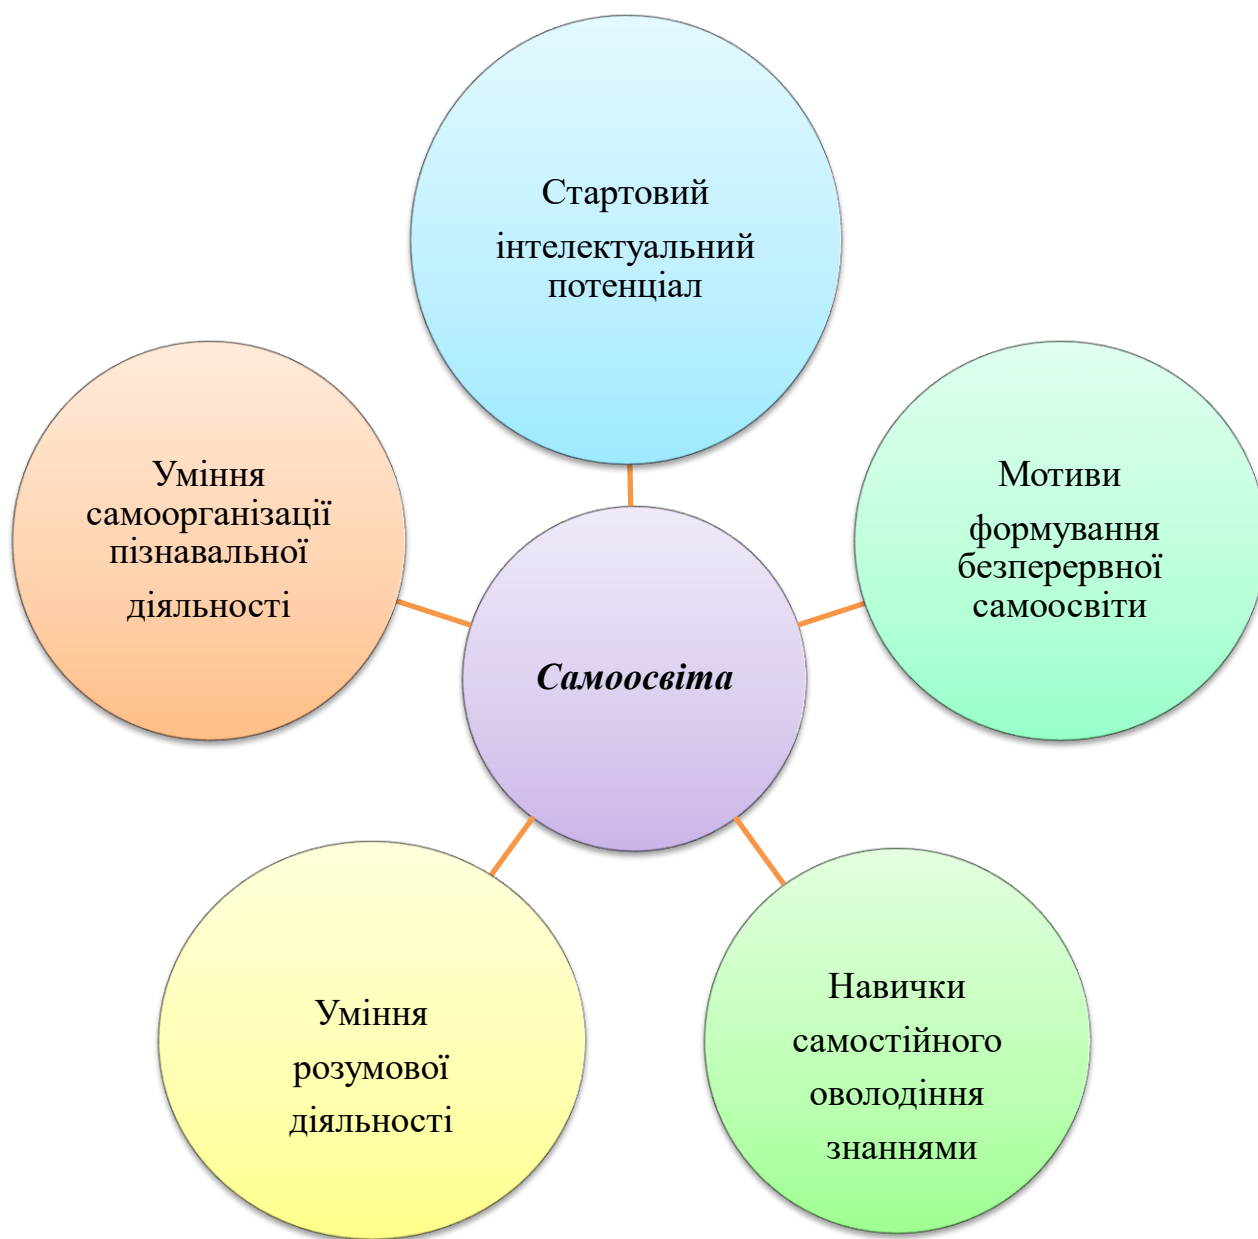 Стартовий
інтелектуальний
потенціал
Уміння
самоорганізації
пізнавальної
діяльності
Мотиви
формування
безперервної
самоосвіти
Самоосвіта
Уміння
розумової
діяльності
Навички
самостійного
оволодіння
знаннями